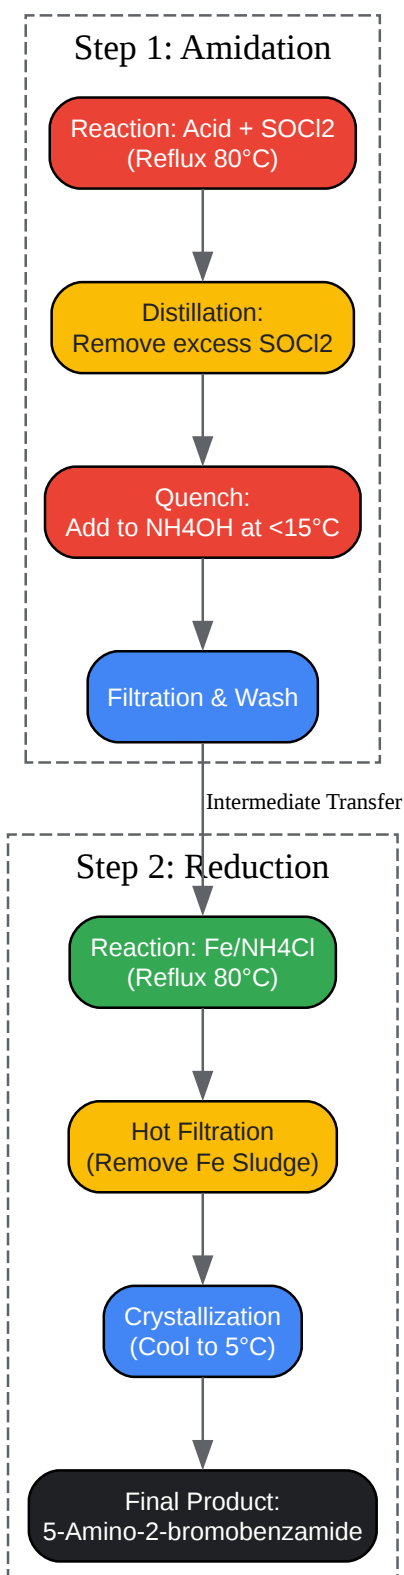 Step 1: Amidation
Reaction: Acid + SOCl2
(Reflux 80°C)
Distillation:
Remove excess SOCl2
Quench:
Add to NH4OH at <15°C
Filtration & Wash
Intermediate Transfer
Step 2: Reduction
Reaction: Fe/NH4Cl
(Reflux 80°C)
Hot Filtration
(Remove Fe Sludge)
Crystallization
(Cool to 5°C)
Final Product:
5-Amino-2-bromobenzamide